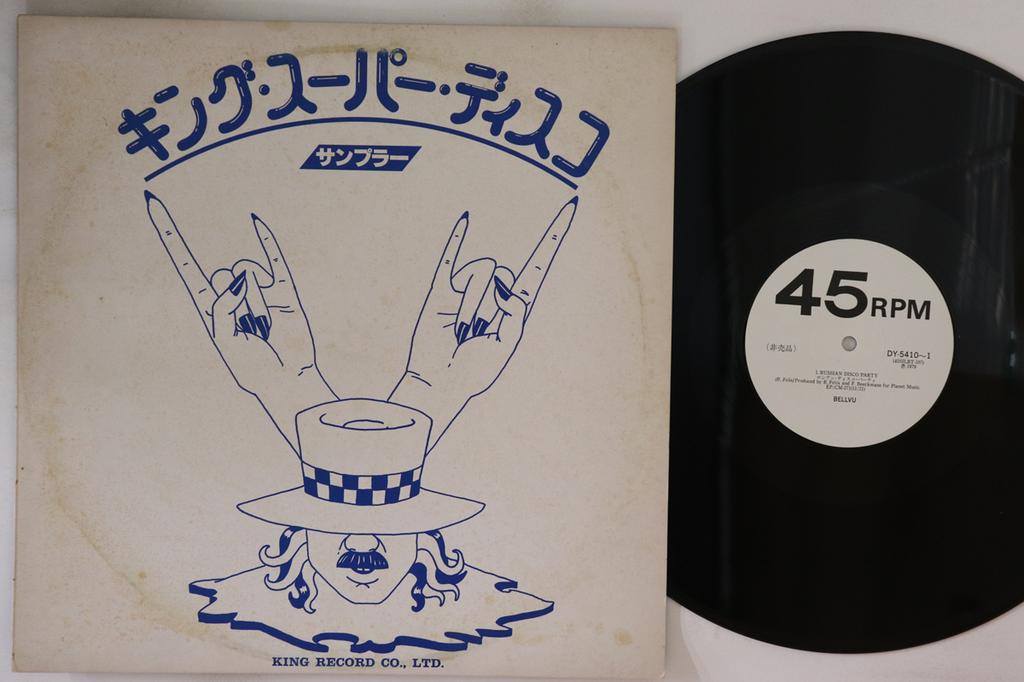 キング・スーパー・ディスコ
サンプラー
KING RECORD CO., LTD.
45RPM
(非売品)
DY-5410~1
℗ 1979
1. RUSSIAN DISCO PARTY
BELLVU